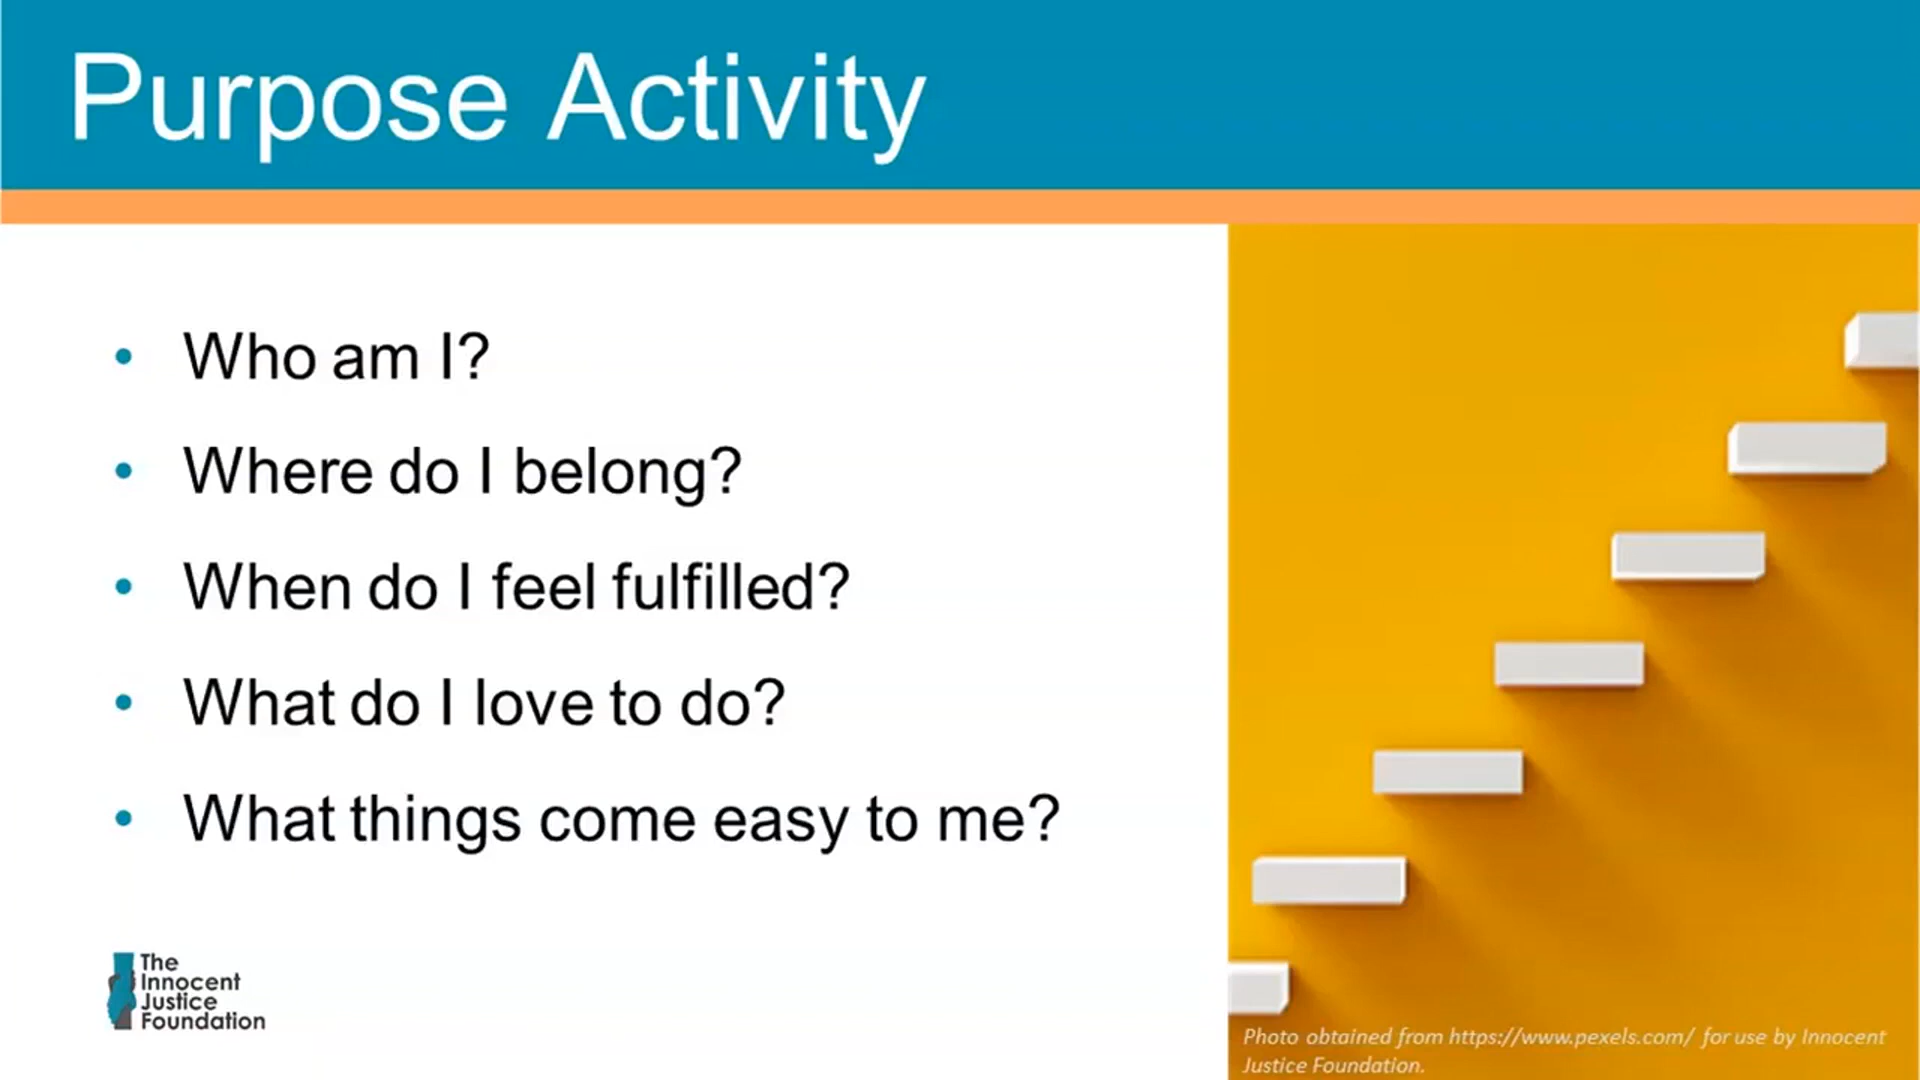 Purpose Activity
• Who am I?
• Where do I belong?
• When do I feel fulfilled?
• What do I love to do?
• What things come easy to me?
The
Innocent
Justice
Foundation
Photo obtained from https://www.pexels.com/ for use by Innocent
Justice Foundation.